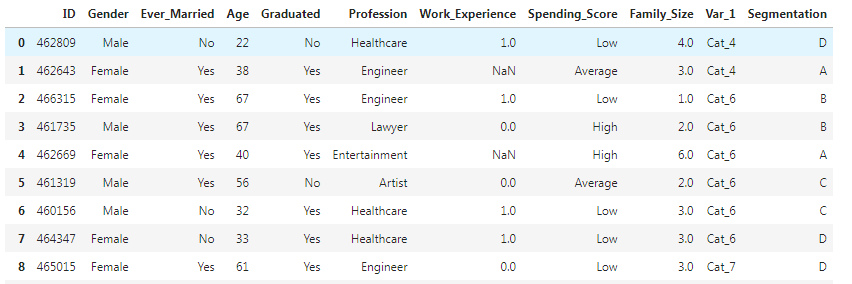 ID Gender Ever_Married Age Graduated Profession Work_Experience Spending_Score Family_Size Var_1 Segmentation
0 462809 Male No 22 No Healthcare 1.0 Low 4.0 Cat_4 D
1 462643 Female Yes 38 Yes Engineer NaN Average 3.0 Cat_4 A
2 466315 Female Yes 67 Yes Engineer 1.0 Low 1.0 Cat_6 B
3 461735 Male Yes 67 Yes Lawyer 0.0 High 2.0 Cat_6 B
4 462669 Female Yes 40 Yes Entertainment NaN High 6.0 Cat_6 A
5 461319 Male Yes 56 No Artist 0.0 Average 2.0 Cat_6 C
6 460156 Male No 32 Yes Healthcare 1.0 Low 3.0 Cat_6 C
7 464347 Female No 33 Yes Healthcare 1.0 Low 3.0 Cat_6 D
8 465015 Female Yes 61 Yes Engineer 0.0 Low 3.0 Cat_7 D